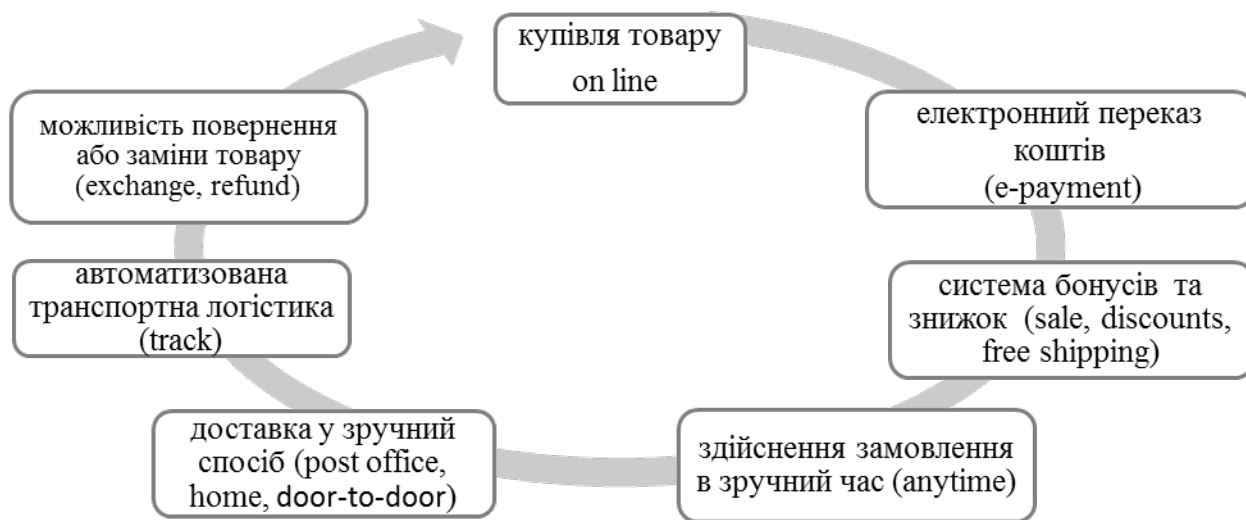 купівля товару
on line
електронний переказ
коштів
(e-payment)
система бонусів та
знижок (sale, discounts,
free shipping)
здійснення замовлення
в зручний час (anytime)
доставка у зручний
спосіб (post office,
home, door-to-door)
автоматизована
транспортна логістика
(track)
можливість повернення
або заміни товару
(exchange, refund)